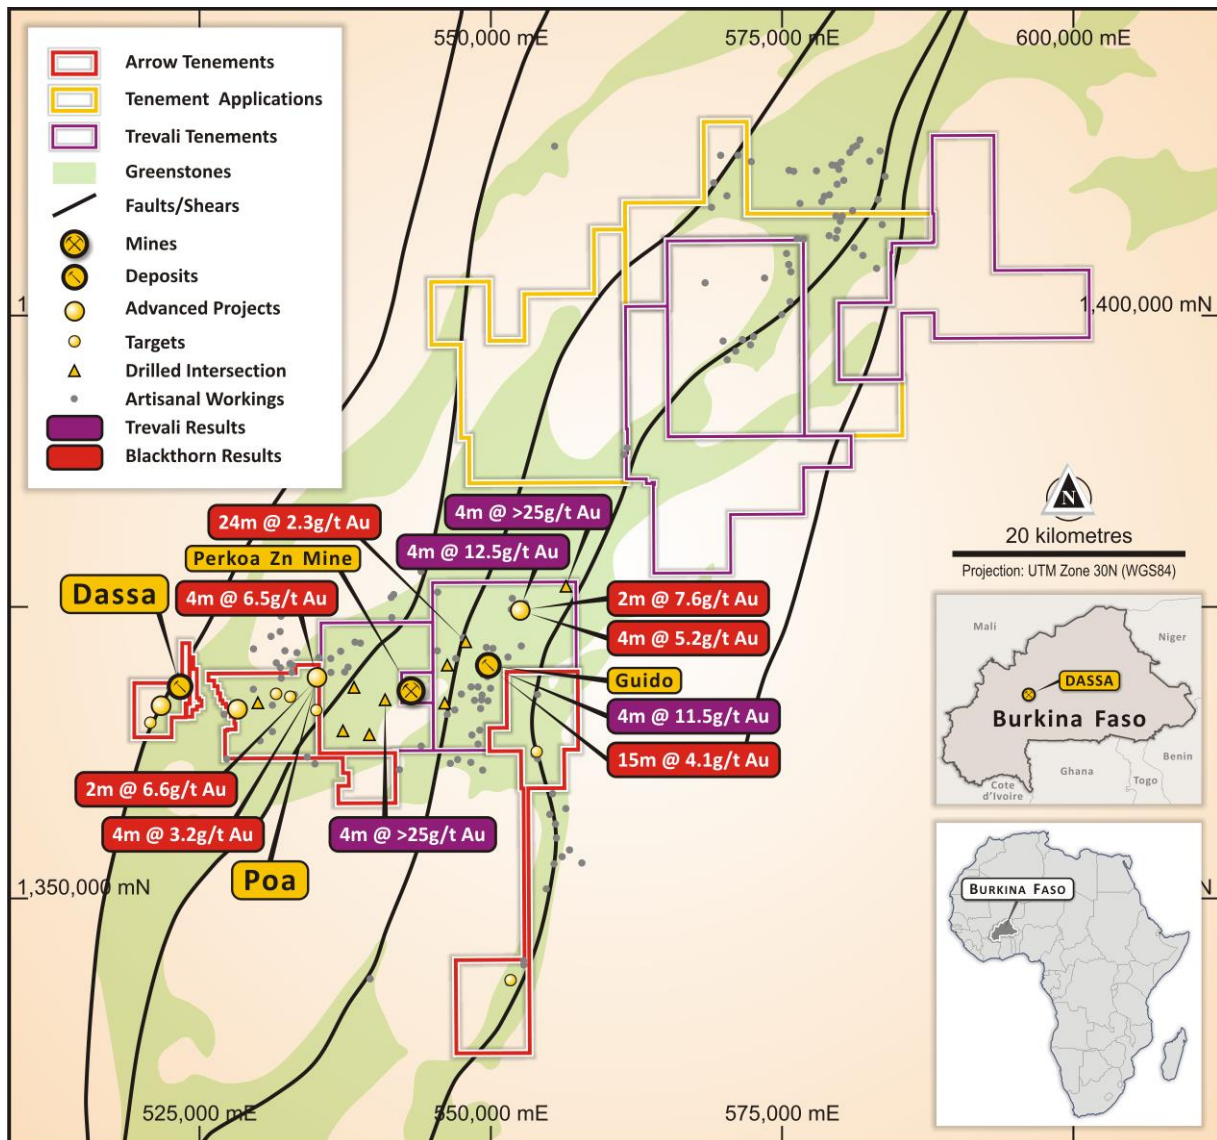 550,000 mE
575,000 mE
600,000 mE
Arrow Tenements
Tenement Applications
Trevali Tenements
Greenstones
Faults/Shears
Mines
Deposits
Advanced Projects
Targets
Drilled Intersection
Artisanal Workings
Trevali Results
Blackthorn Results
1
1,400,000 mN
N
20 kilometres
Projection: UTM Zone 30N (WGS84)
24m @ 2.3g/t Au
4m @ >25g/t Au
Perkoa Zn Mine
4m @ 12.5g/t Au
Dassa
4m @ 6.5g/t Au
2m @ 7.6g/t Au
4m @ 5.2g/t Au
Guido
4m @ 11.5g/t Au
15m @ 4.1g/t Au
2m @ 6.6g/t Au
4m @ 3.2g/t Au
4m @ >25g/t Au
Poa
1,350,000 mN
N
Mali
Niger
DASSA
Burkina Faso
Benin
Ghana
Togo
Cote
d'Ivoire
BURKINA FASO
525,000 mE
550,000 mE
575,000 mE